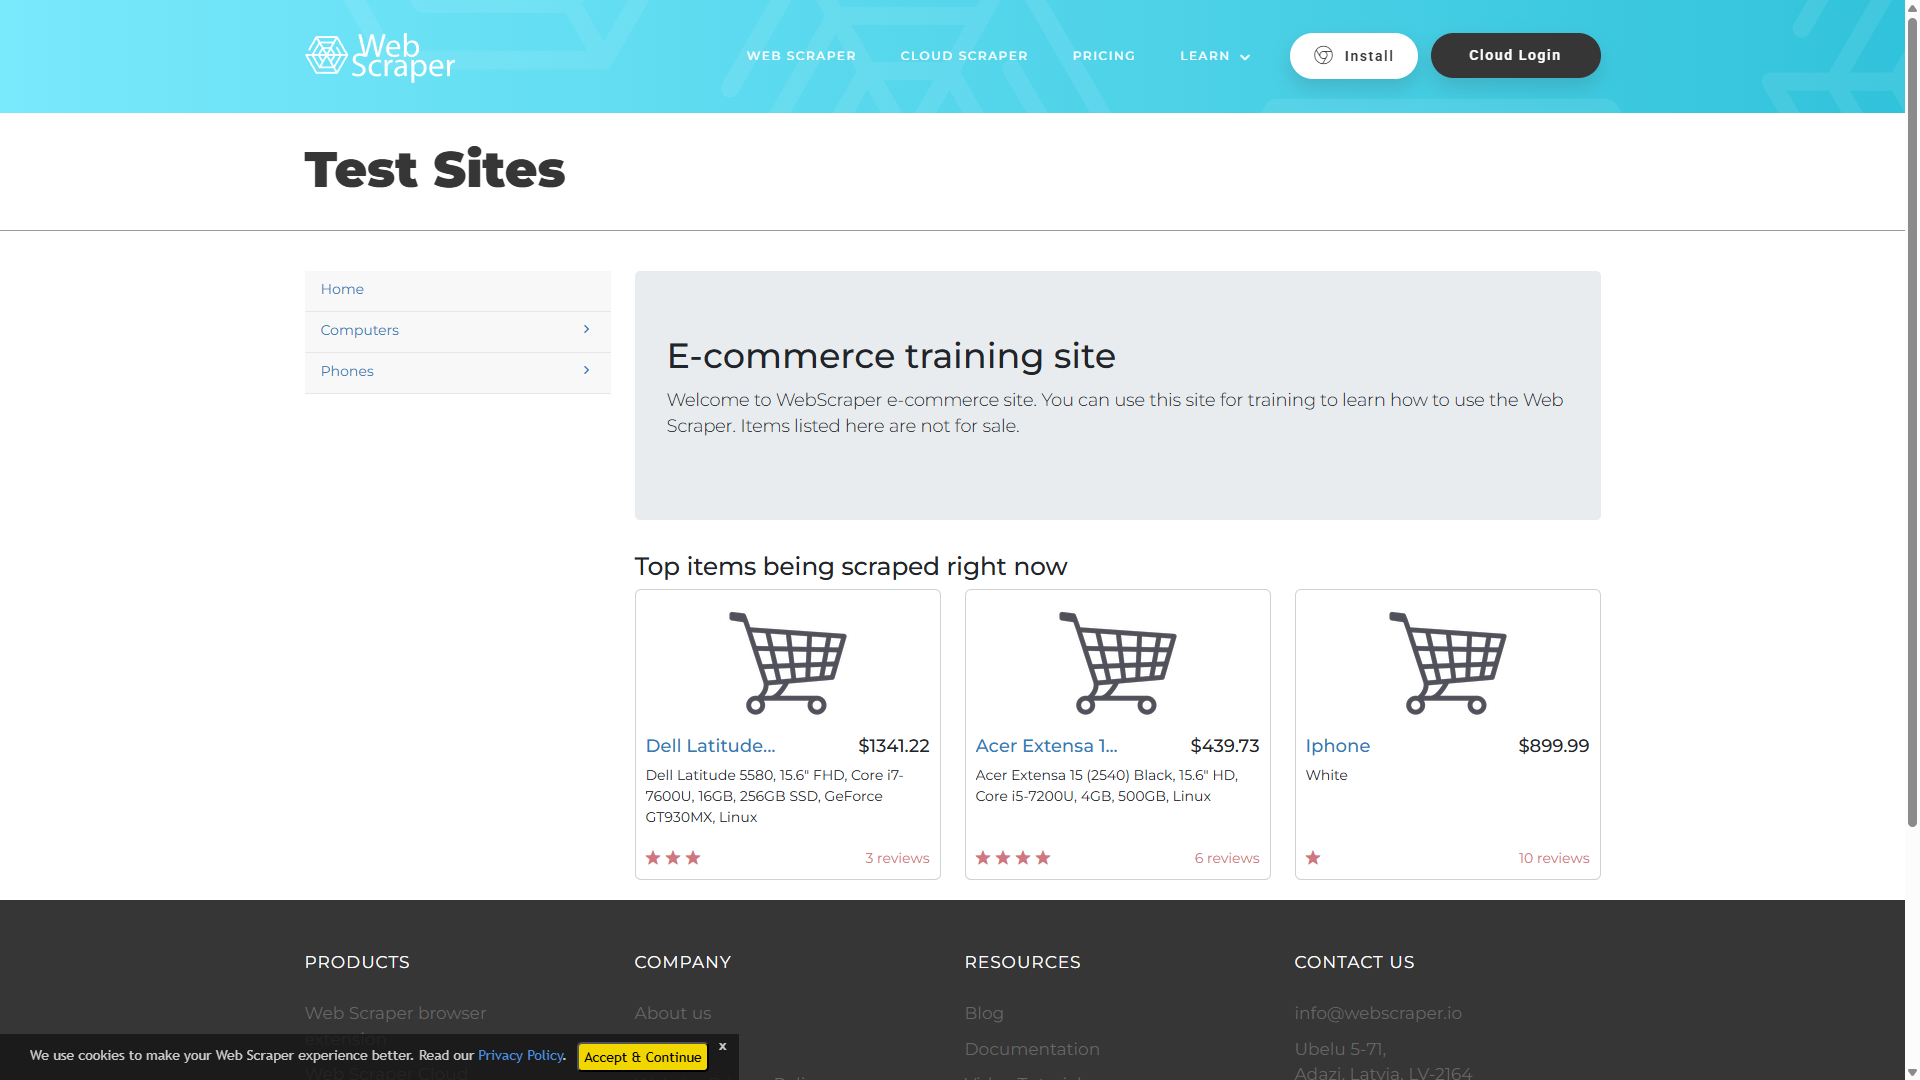 Web
Scraper
WEB SCRAPER
CLOUD SCRAPER
PRICING
LEARN
Install
Cloud Login
Test Sites
Home
Computers
Phones
E-commerce training site
Welcome to WebScraper e-commerce site. You can use this site for training to learn how to use the Web
Scraper. Items listed here are not for sale.
Top items being scraped right now
Dell Latitude... $1341.22
Dell Latitude 5580, 15.6" FHD, Core i7-
7600U, 16GB, 256GB SSD, GeForce
GT930MX, Linux
3 reviews
Acer Extensa 1... $439.73
Acer Extensa 15 (2540) Black, 15.6" HD,
Core i5-7200U, 4GB, 500GB, Linux
6 reviews
Iphone $899.99
White
10 reviews
PRODUCTS
Web Scraper browser
extension
Web Scraper Cloud
COMPANY
About us
RESOURCES
Blog
Documentation
CONTACT US
info@webscraper.io
Ubelu 5-71,
Adazi, Latvia, LV-2164
We use cookies to make your Web Scraper experience better. Read our Privacy Policy.
Accept & Continue
x